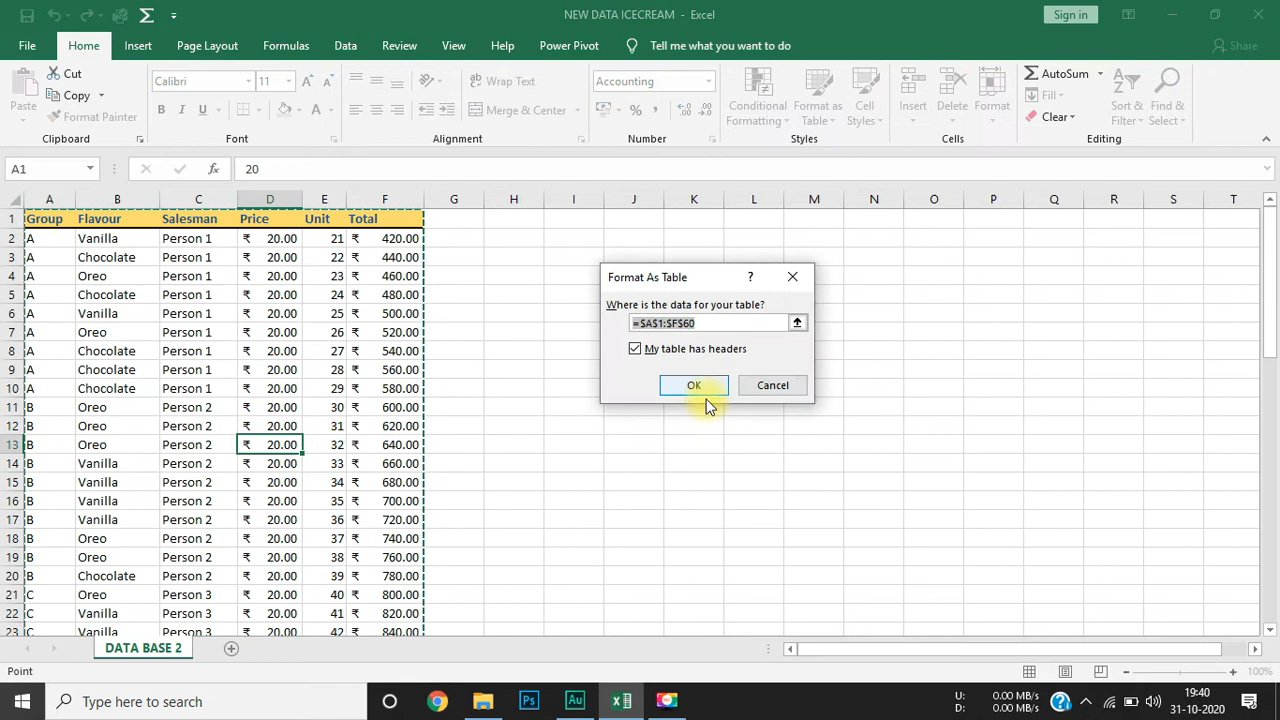 NEW DATA ICECREAM - Excel
Sign in
File Home Insert Page Layout Formulas Data Review View Help Power Pivot Tell me what you want to do Share
Paste
Cut
Copy
Format Painter
Clipboard
Calibri 11
B I U
Font
Wrap Text
Merge & Center
Alignment
Accounting
Number
Conditional Formatting
Format as Table
Cell Styles
Styles
Insert Delete Format
Cells
AutoSum
Fill
Clear
Sort & Filter
Find & Select
Editing
A1 fx 20
A B C D E F G H I J K L M N O P Q R S T
1 Group Flavour Salesman Price Unit Total
2 A Vanilla Person 1 ₹ 20.00 21 ₹ 420.00
3 A Chocolate Person 1 ₹ 20.00 22 ₹ 440.00
4 A Oreo Person 1 ₹ 20.00 23 ₹ 460.00
5 A Chocolate Person 1 ₹ 20.00 24 ₹ 480.00
6 A Vanilla Person 1 ₹ 20.00 25 ₹ 500.00
7 A Oreo Person 1 ₹ 20.00 26 ₹ 520.00
8 A Chocolate Person 1 ₹ 20.00 27 ₹ 540.00
9 A Chocolate Person 1 ₹ 20.00 28 ₹ 560.00
10 A Chocolate Person 1 ₹ 20.00 29 ₹ 580.00
11 B Oreo Person 2 ₹ 20.00 30 ₹ 600.00
12 B Oreo Person 2 ₹ 20.00 31 ₹ 620.00
13 B Oreo Person 2 ₹ 20.00 32 ₹ 640.00
14 B Vanilla Person 2 ₹ 20.00 33 ₹ 660.00
15 B Vanilla Person 2 ₹ 20.00 34 ₹ 680.00
16 B Vanilla Person 2 ₹ 20.00 35 ₹ 700.00
17 B Vanilla Person 2 ₹ 20.00 36 ₹ 720.00
18 B Oreo Person 2 ₹ 20.00 37 ₹ 740.00
19 B Oreo Person 2 ₹ 20.00 38 ₹ 760.00
20 B Chocolate Person 2 ₹ 20.00 39 ₹ 780.00
21 C Oreo Person 3 ₹ 20.00 40 ₹ 800.00
22 C Vanilla Person 3 ₹ 20.00 41 ₹ 820.00
23 C Vanilla Person 3 ₹ 20.00 42 ₹ 840.00
Format As Table ?
Where is the data for your table?
=$A$1:$F$60
My table has headers
OK Cancel
DATA BASE 2
Point
100%
Type here to search
Ps Au
U: 0.00 MB/s
D: 0.00 MB/s
19:40
31-10-2020